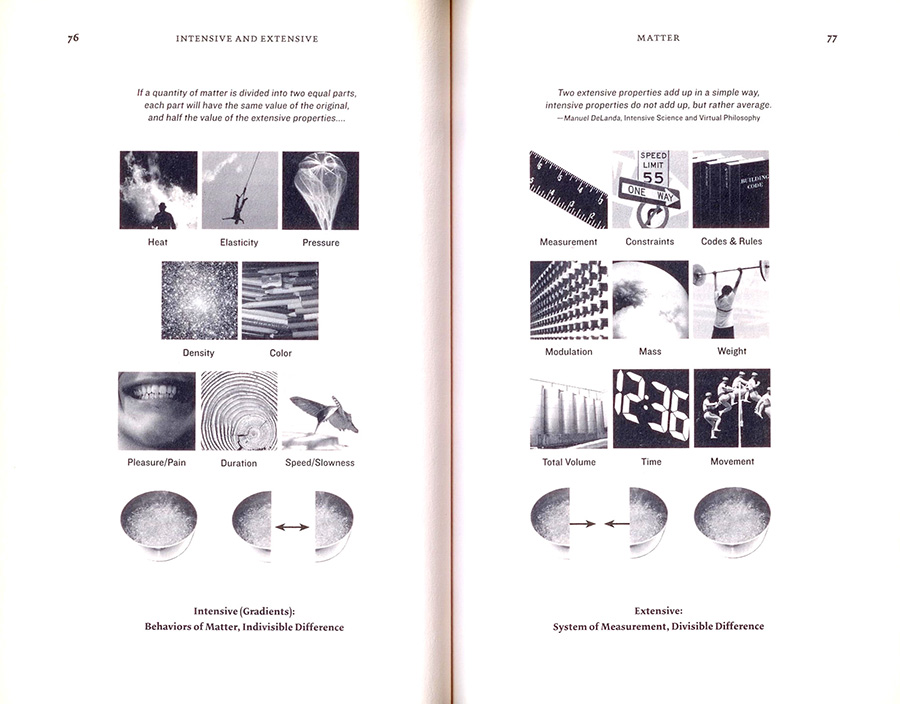 76
INTENSIVE AND EXTENSIVE
If a quantity of matter is divided into two equal parts,
each part will have the same value of the original,
and half the value of the extensive properties....
Heat
Elasticity
Pressure
Density
Color
Pleasure/Pain
Duration
Speed/Slowness
Intensive (Gradients):
Behaviors of Matter, Indivisible Difference
MATTER
77
Two extensive properties add up in a simple way,
intensive properties do not add up, but rather average.
—Manuel DeLanda, Intensive Science and Virtual Philosophy
SPEED
LIMIT
55
ONE WAY
BUILDING
CODE
Measurement
Constraints
Codes & Rules
Modulation
Mass
Weight
12:36
Total Volume
Time
Movement
Extensive:
System of Measurement, Divisible Difference